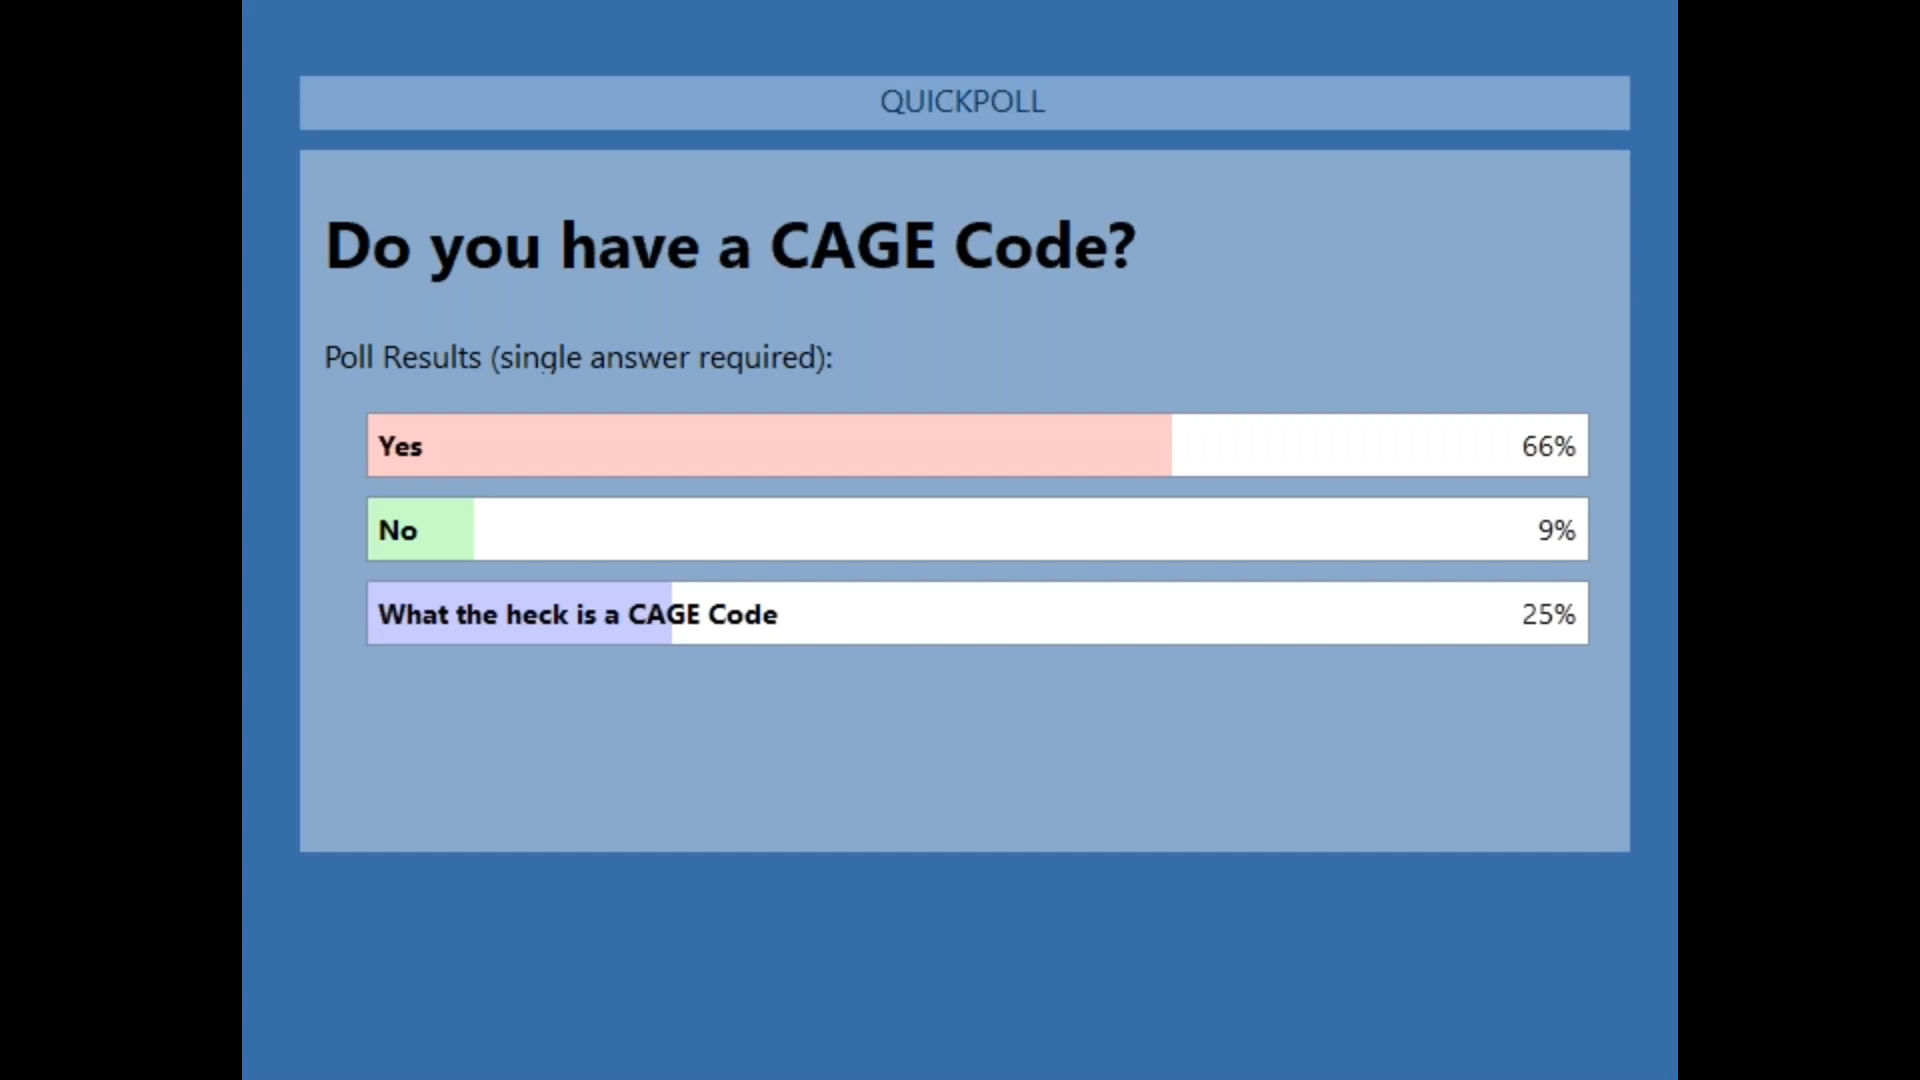 QUICKPOLL
Do you have a CAGE Code?
Poll Results (single answer required):
Yes 66%
No 9%
What the heck is a CAGE Code 25%